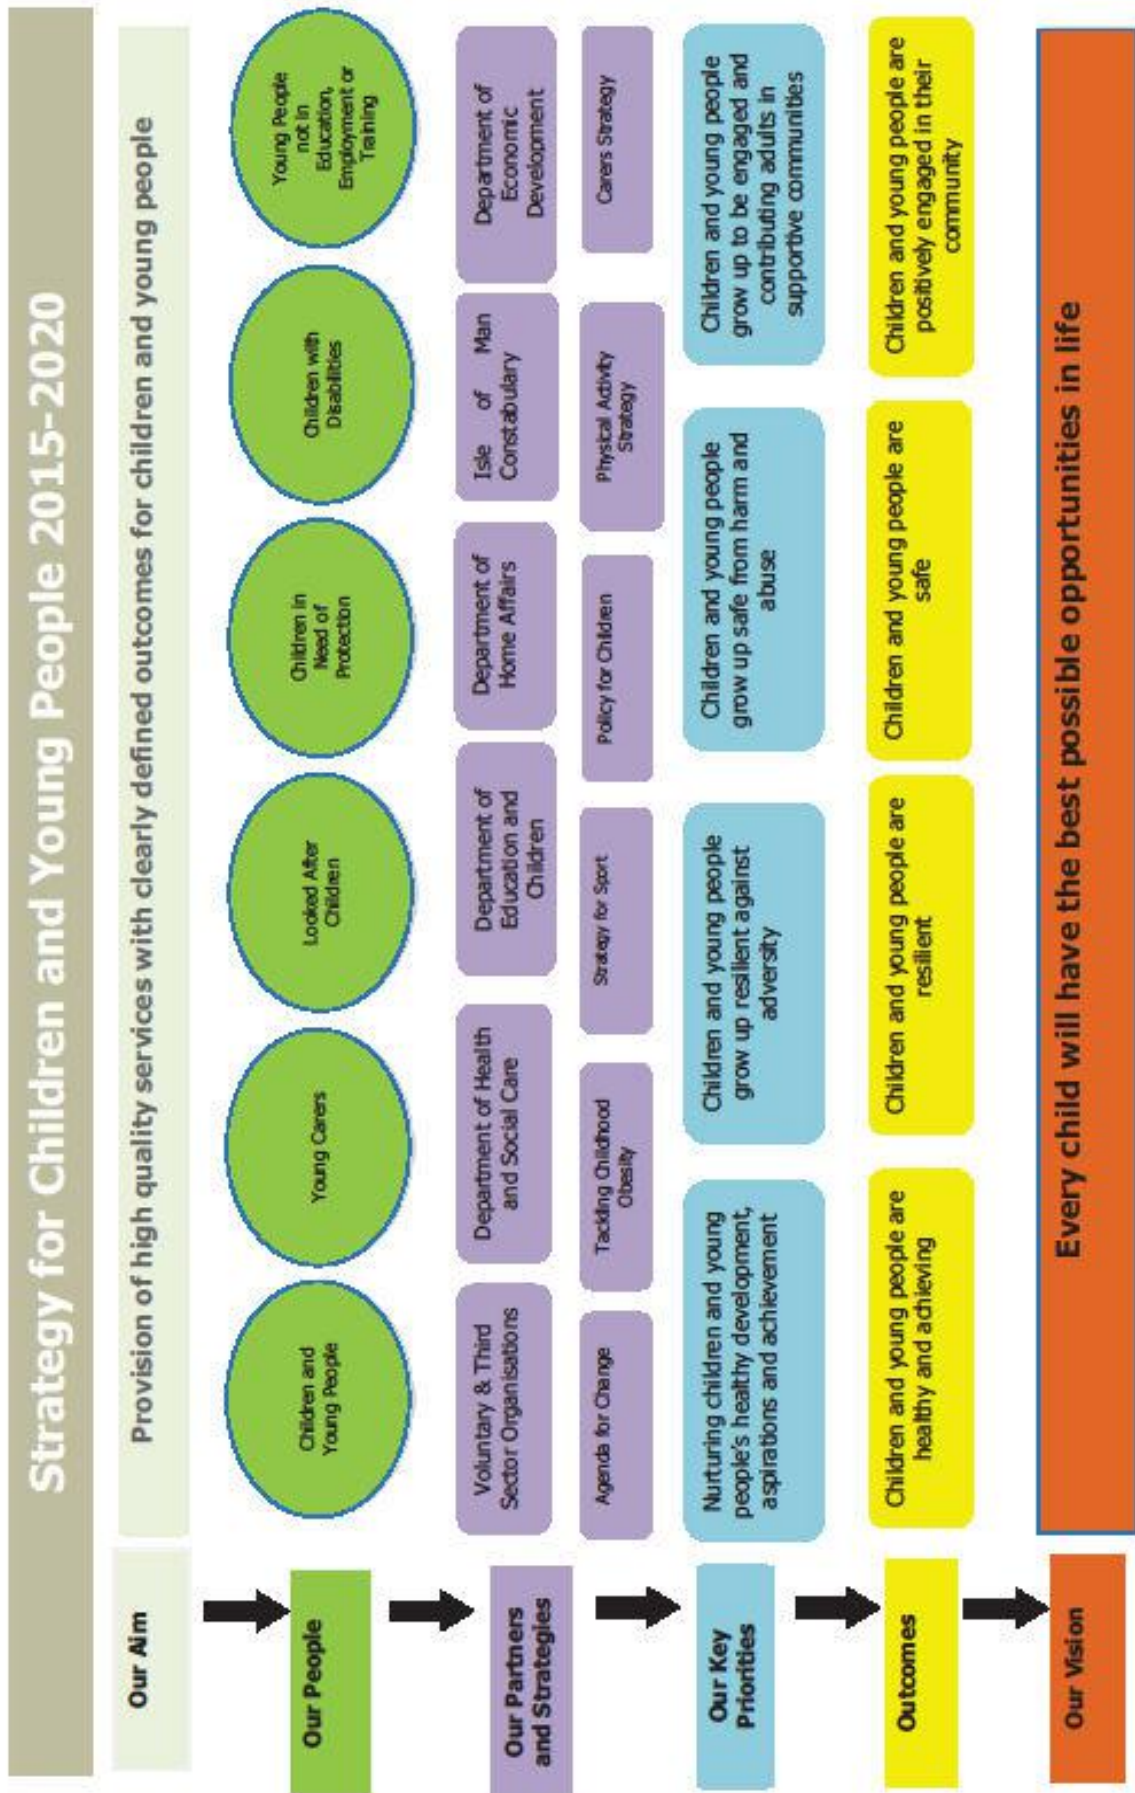 Strategy for Children and Young People 2015-2020
Our Aim
Provision of high quality services with clearly defined outcomes for children and young people
Our People
Children and
Young People
Young Carers
Looked After
Children
Children in
Need of
Protection
Children with
Disabilities
Young People
not in
Education,
Employment or
Training
Our Partners
and Strategies
Voluntary & Third
Sector Organisations
Department of Health
and Social Care
Department of
Education and
Children
Department of
Home Affairs
Isle of Man
Constabulary
Department of
Economic
Development
Agenda for Change
Tackling Childhood
Obesity
Strategy for Sport
Policy for Children
Physical Activity
Strategy
Carers Strategy
Our Key
Priorities
Nurturing children and young
people's healthy development,
aspirations and achievement
Children and young people
grow up resilient against
adversity
Children and young people
grow up safe from harm and
abuse
Children and young people
grow up to be engaged and
contributing adults in
supportive communities
Outcomes
Children and young people are
healthy and achieving
Children and young people are
resilient
Children and young people are
safe
Children and young people are
positively engaged in their
community
Our Vision
Every child will have the best possible opportunities in life